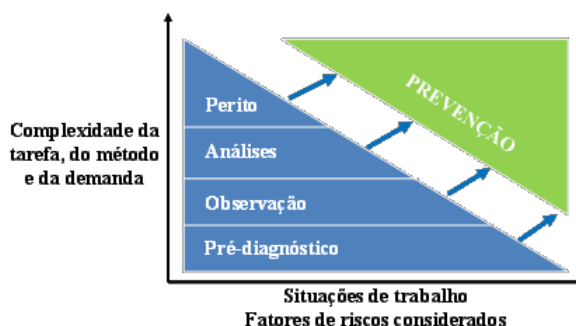 Complexidade da
tarefa, do método
e da demanda
Perito
Análises
Observação
Pré-diagnóstico
PREVENÇÃO
Situações de trabalho
Fatores de riscos considerados